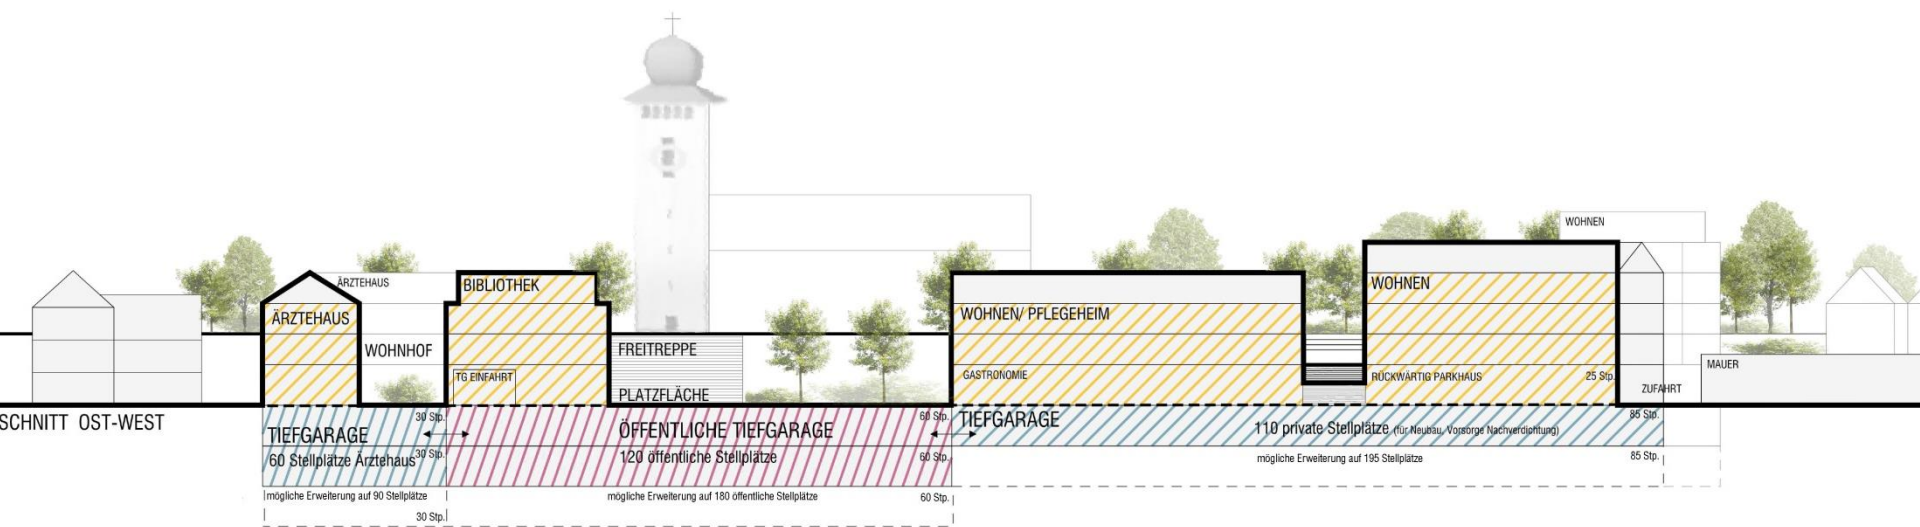 WOHNEN
ÄRZTEHAUS
BIBLIOTHEK
WOHNEN
ÄRZTEHAUS
WOHNEN/ PFLEGEHEIM
WOHNHOF
FREITREPPE
TG EINFAHRT
GASTRONOMIE
RÜCKWÄRTIG PARKHAUS
25 Stp.
MAUER
ZUFAHRT
PLATZFLÄCHE
SCHNITT OST-WEST
30 Stp.
60 Stp.
85 Stp.
TIEFGARAGE
ÖFFENTLICHE TIEFGARAGE
TIEFGARAGE
110 private Stellplätze (für Neubau, Vorsorge Nachverdichtung)
60 Stellplätze Ärztehaus
30 Stp.
120 öffentliche Stellplätze
60 Stp.
mögliche Erweiterung auf 195 Stellplätze
85 Stp.
mögliche Erweiterung auf 90 Stellplätze
mögliche Erweiterung auf 180 öffentliche Stellplätze
60 Stp.
30 Stp.